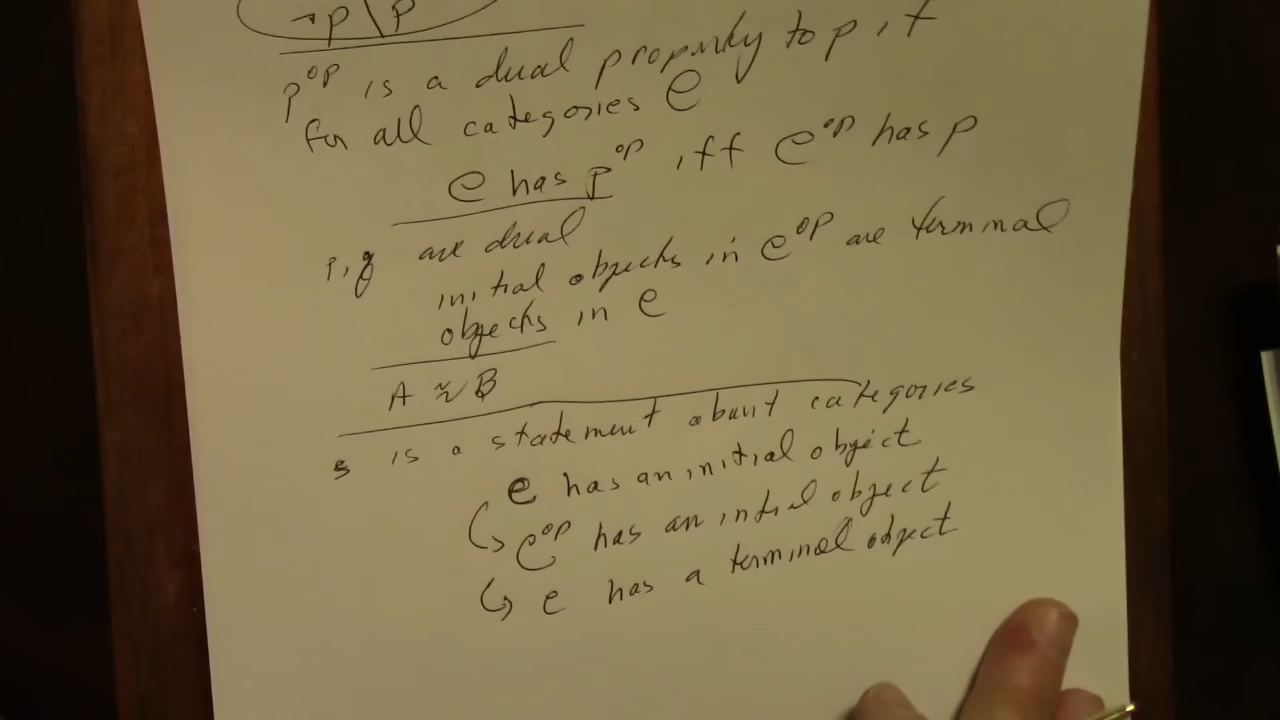 ¬p \ p
p^op is a dual property to p if
for all categories C
C has p^op iff C^op has p
p, q are dual
initial objects in C^op are terminal
objects in C
A ≈ B
s is a statement about categories
C has an initial object
↪ C^op has an initial object
↪ C has a terminal object